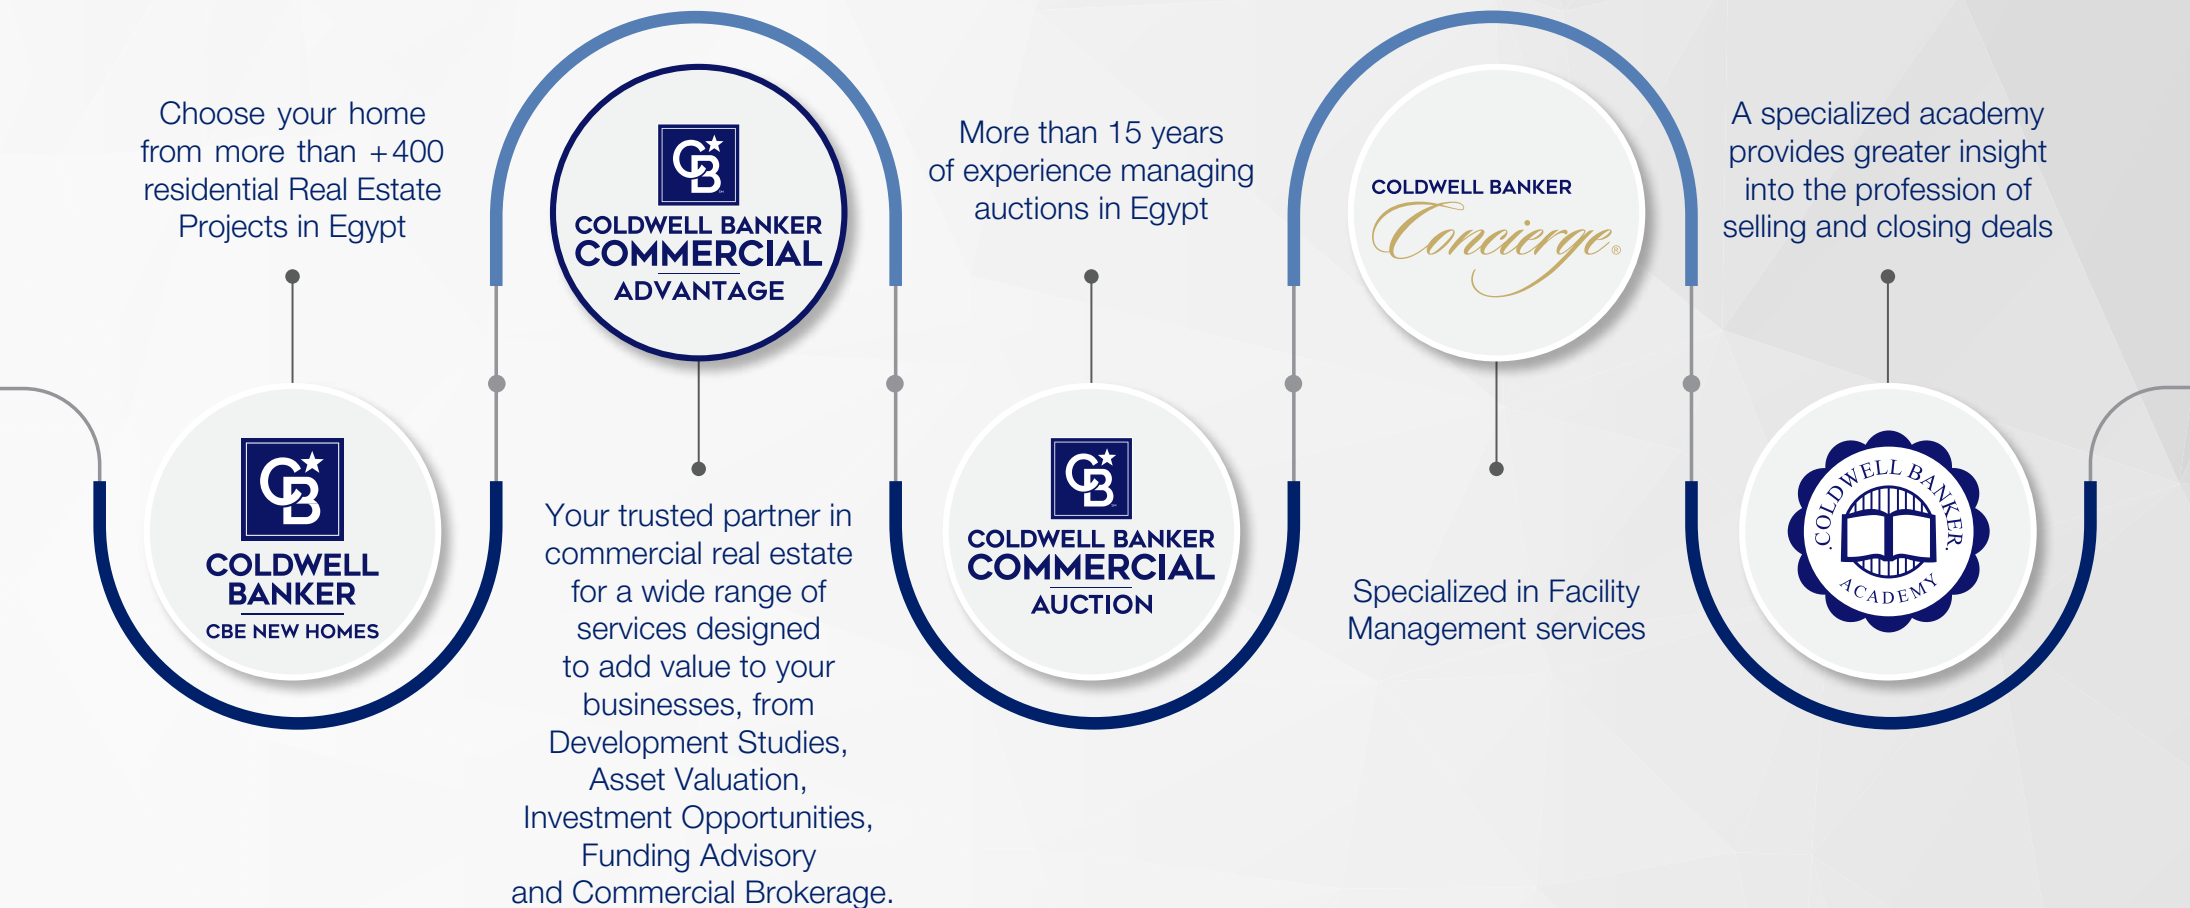 Choose your home
from more than +400
residential Real Estate
Projects in Egypt
CB
COLDWELL
BANKER
CBE NEW HOMES
CB
COLDWELL BANKER
COMMERCIAL
ADVANTAGE
Your trusted partner in
commercial real estate
for a wide range of
services designed
to add value to your
businesses, from
Development Studies,
Asset Valuation,
Investment Opportunities,
Funding Advisory
and Commercial Brokerage.
More than 15 years
of experience managing
auctions in Egypt
CB
COLDWELL BANKER
COMMERCIAL
AUCTION
COLDWELL BANKER
Concierge®
Specialized in Facility
Management services
A specialized academy
provides greater insight
into the profession of
selling and closing deals
.COLDWELL BANKER.
ACADEMY